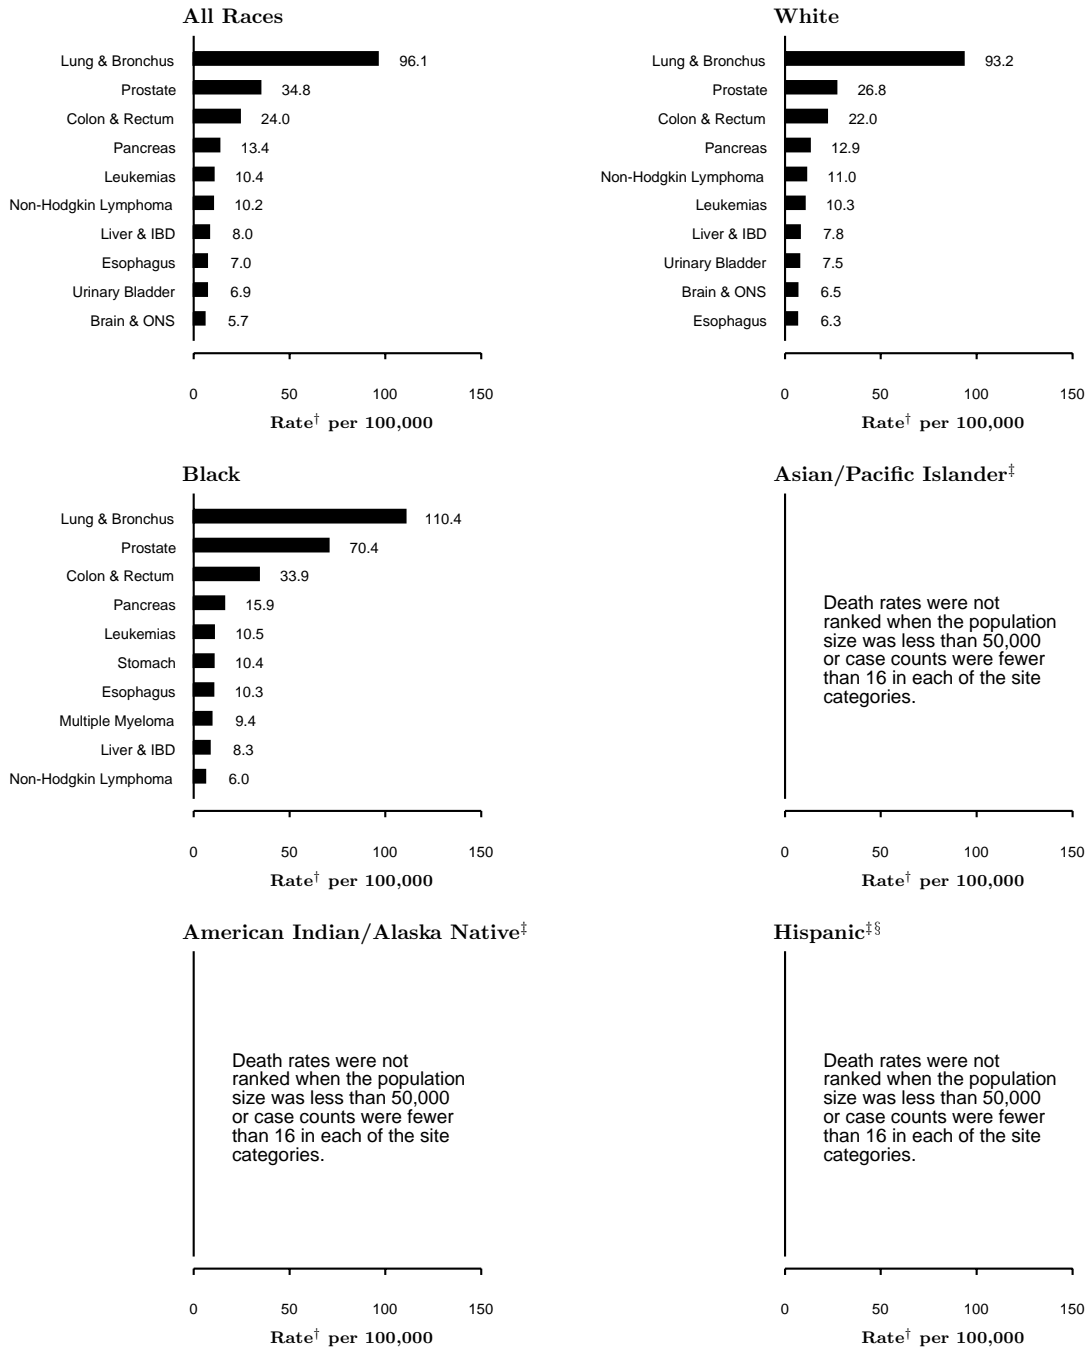 All Races
Lung & Bronchus 96.1
Prostate 34.8
Colon & Rectum 24.0
Pancreas 13.4
Leukemias 10.4
Non-Hodgkin Lymphoma 10.2
Liver & IBD 8.0
Esophagus 7.0
Urinary Bladder 6.9
Brain & ONS 5.7
0 50 100 150
Rate† per 100,000
White
Lung & Bronchus 93.2
Prostate 26.8
Colon & Rectum 22.0
Pancreas 12.9
Non-Hodgkin Lymphoma 11.0
Leukemias 10.3
Liver & IBD 7.8
Urinary Bladder 7.5
Brain & ONS 6.5
Esophagus 6.3
0 50 100 150
Rate† per 100,000
Black
Lung & Bronchus 110.4
Prostate 70.4
Colon & Rectum 33.9
Pancreas 15.9
Leukemias 10.5
Stomach 10.4
Esophagus 10.3
Multiple Myeloma 9.4
Liver & IBD 8.3
Non-Hodgkin Lymphoma 6.0
0 50 100 150
Rate† per 100,000
Asian/Pacific Islander‡
Death rates were not
ranked when the population
size was less than 50,000
or case counts were fewer
than 16 in each of the site
categories.
0 50 100 150
Rate† per 100,000
American Indian/Alaska Native‡
Death rates were not
ranked when the population
size was less than 50,000
or case counts were fewer
than 16 in each of the site
categories.
0 50 100 150
Rate† per 100,000
Hispanic‡§
Death rates were not
ranked when the population
size was less than 50,000
or case counts were fewer
than 16 in each of the site
categories.
0 50 100 150
Rate† per 100,000